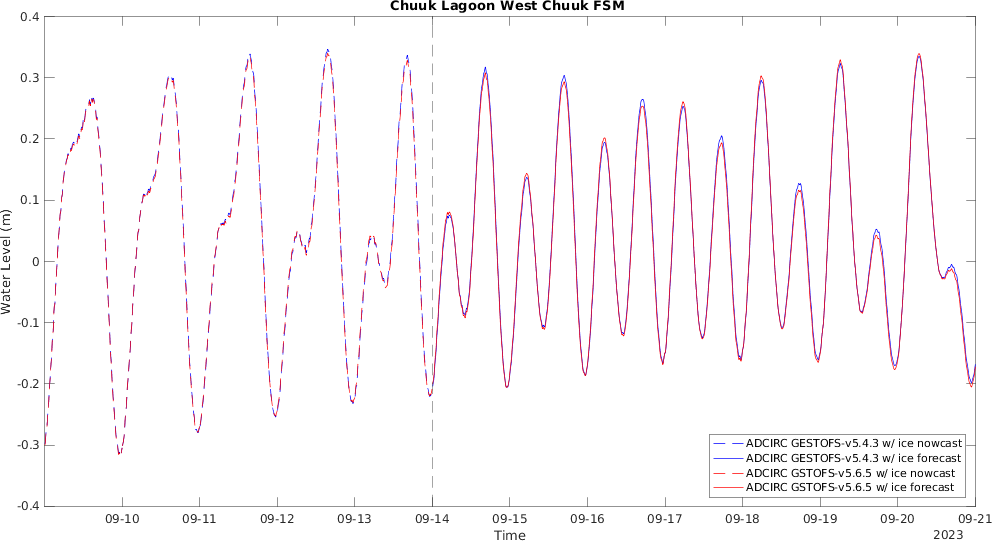 Chuuk Lagoon West Chuuk FSM
0.4
0.3
0.2
0.1
0
-0.1
-0.2
-0.3
-0.4
Water Level (m)
ADCIRC GESTOFS-v5.4.3 w/ ice nowcast
ADCIRC GESTOFS-v5.4.3 w/ ice forecast
ADCIRC GSTOFS-v5.6.5 w/ ice nowcast
ADCIRC GSTOFS-v5.6.5 w/ ice forecast
09-10 09-11 09-12 09-13 09-14 09-15 09-16 09-17 09-18 09-19 09-20 09-21
Time
2023